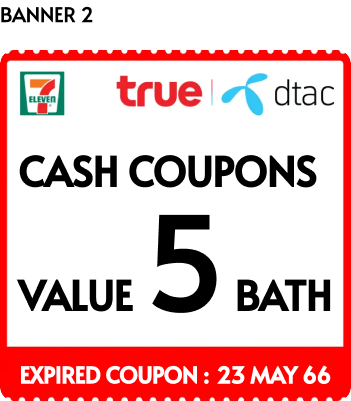 BANNER 2
7
ELEVEN
true dtac
CASH COUPONS
VALUE 5 BATH
EXPIRED COUPON : 23 MAY 66